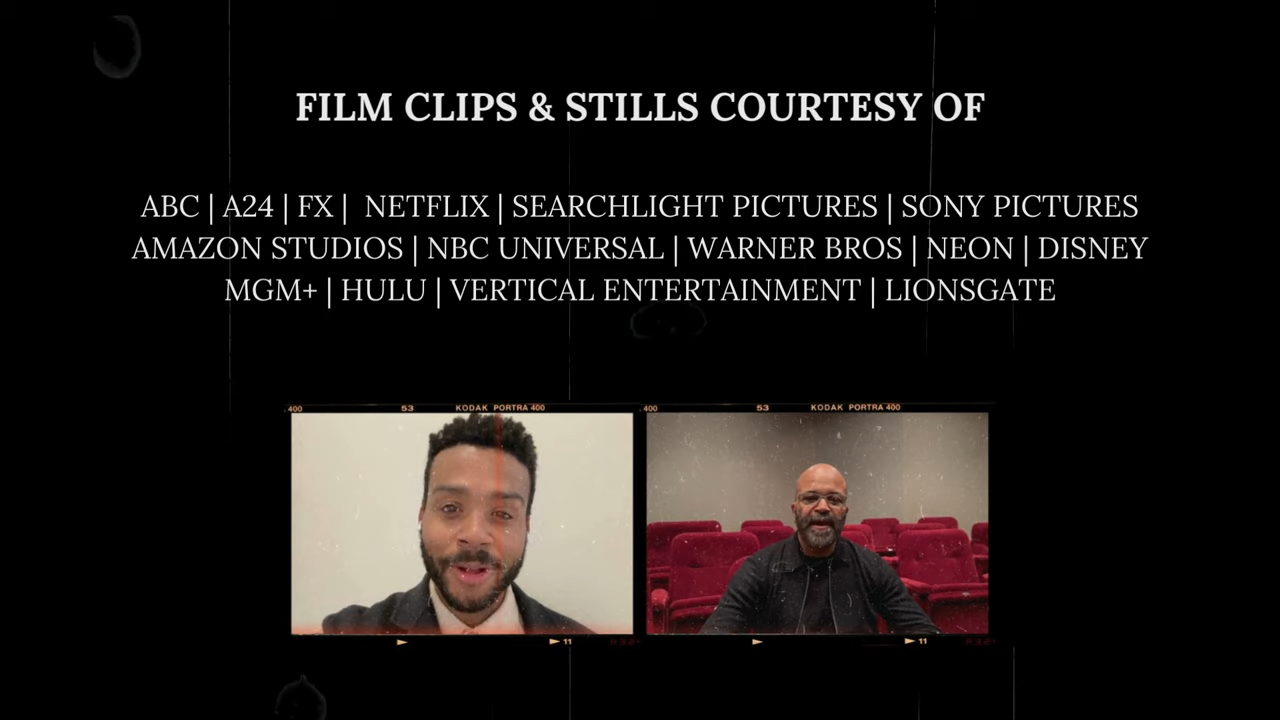 FILM CLIPS & STILLS COURTESY OF
ABC | A24 | FX | NETFLIX | SEARCHLIGHT PICTURES | SONY PICTURES
AMAZON STUDIOS | NBC UNIVERSAL | WARNER BROS | NEON | DISNEY
MGM+ | HULU | VERTICAL ENTERTAINMENT | LIONSGATE
400 53 KODAK PORTRA 400
400 53 KODAK PORTRA 400
11
11